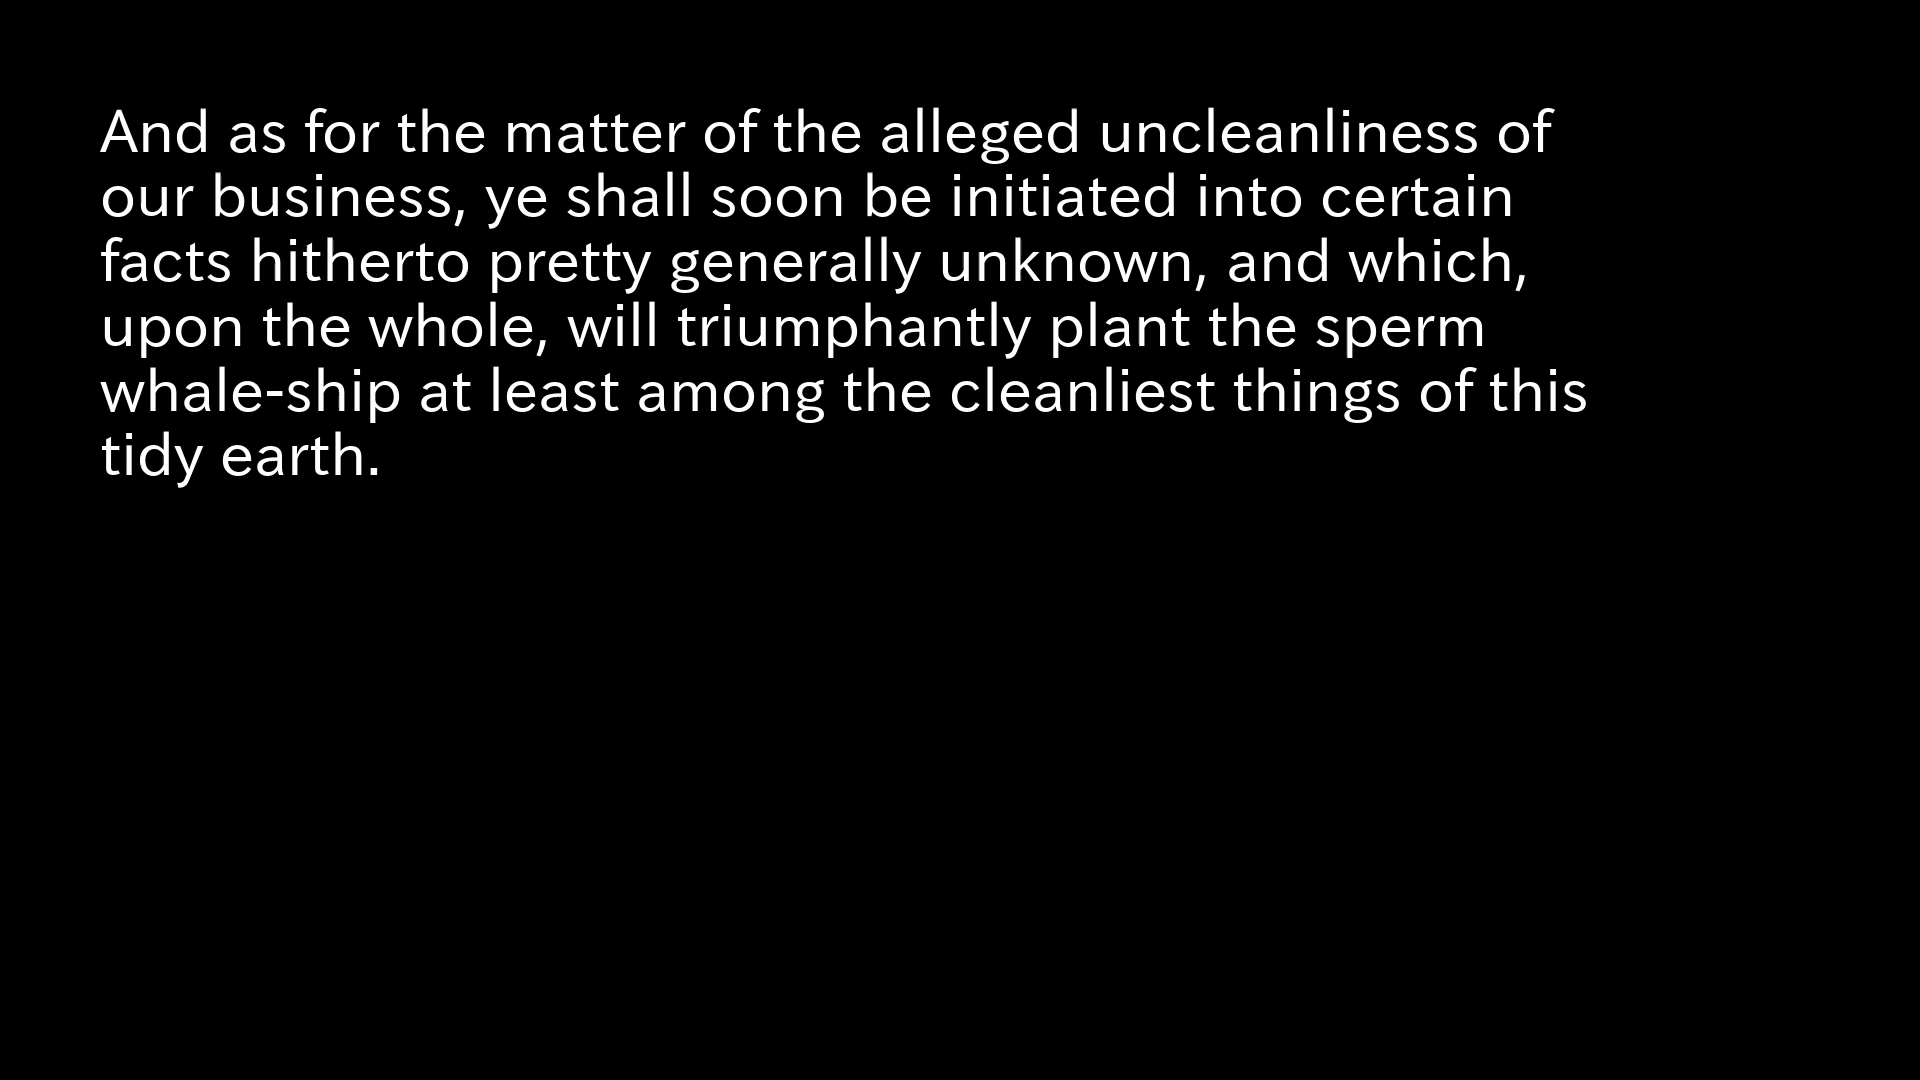 And as for the matter of the alleged uncleanliness of
our business, ye shall soon be initiated into certain
facts hitherto pretty generally unknown, and which,
upon the whole, will triumphantly plant the sperm
whale-ship at least among the cleanliest things of this
tidy earth.